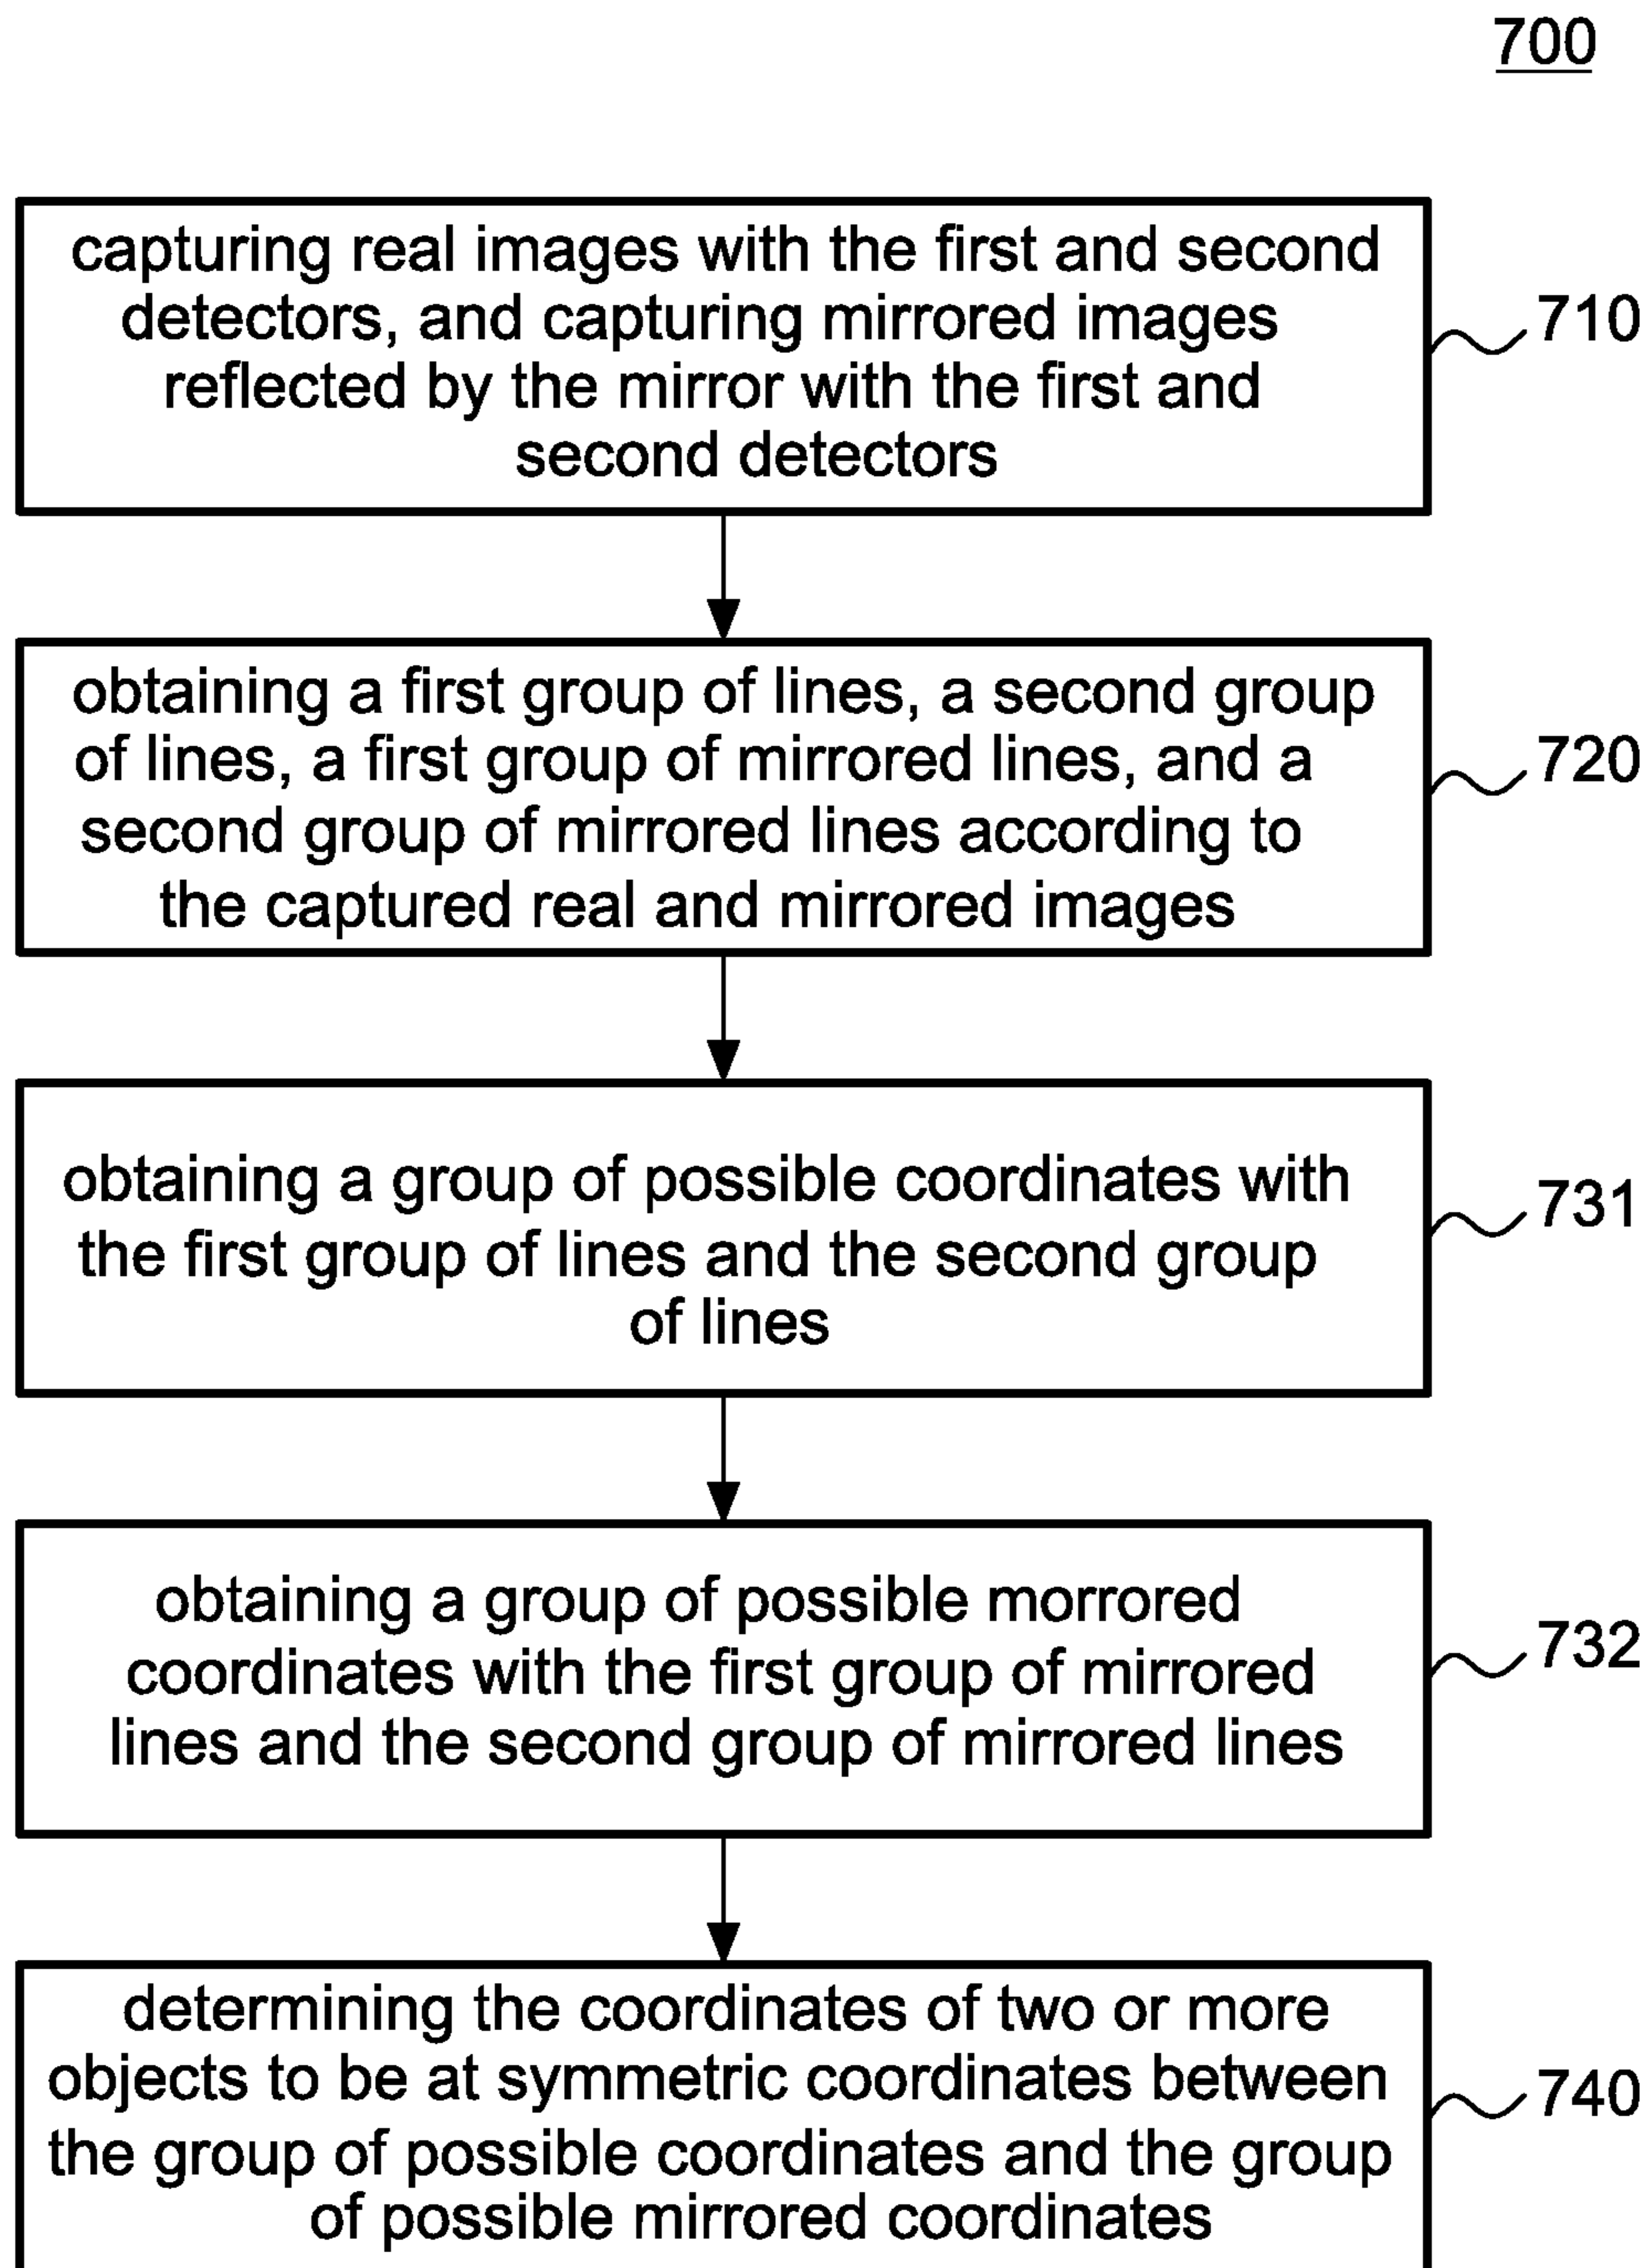 700
capturing real images with the first and second
detectors, and capturing mirrored images
reflected by the mirror with the first and
second detectors
710
obtaining a first group of lines, a second group
of lines, a first group of mirrored lines, and a
second group of mirrored lines according to
the captured real and mirrored images
720
obtaining a group of possible coordinates with
the first group of lines and the second group
of lines
731
obtaining a group of possible morrored
coordinates with the first group of mirrored
lines and the second group of mirrored lines
732
determining the coordinates of two or more
objects to be at symmetric coordinates between
the group of possible coordinates and the group
of possible mirrored coordinates
740